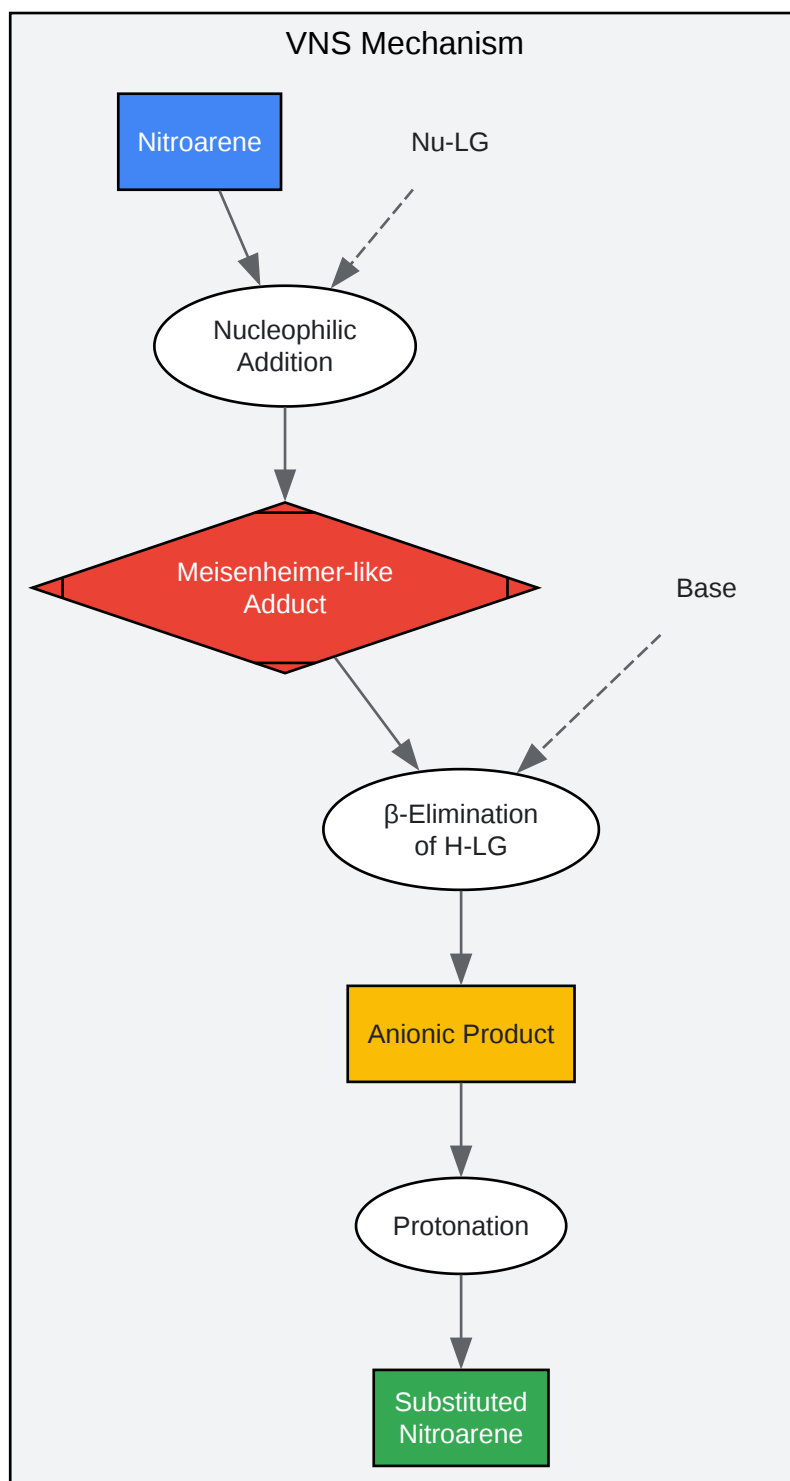 VNS Mechanism
Nitroarene
Nu-LG
Nucleophilic
Addition
Meisenheimer-like
Adduct
Base
β-Elimination
of H-LG
Anionic Product
Protonation
Substituted
Nitroarene